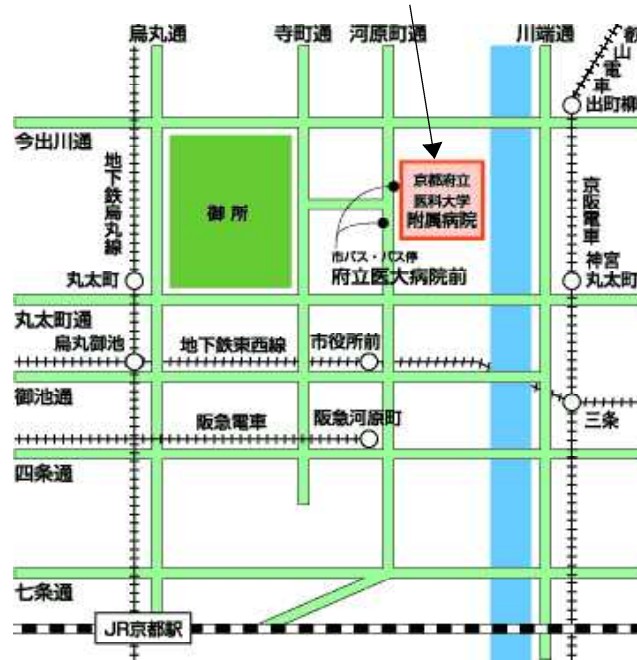 烏丸通
寺町通
河原町通
川端通
叡山電車
出町柳
今出川通
地下鉄烏丸線
御所
京都府立
医科大学
附属病院
京阪電車
市バス・バス停
府立医大病院前
丸太町
神宮
丸太町
丸太町通
烏丸御池
地下鉄東西線
市役所前
御池通
阪急電車
阪急河原町
三条
四条通
七条通
JR京都駅